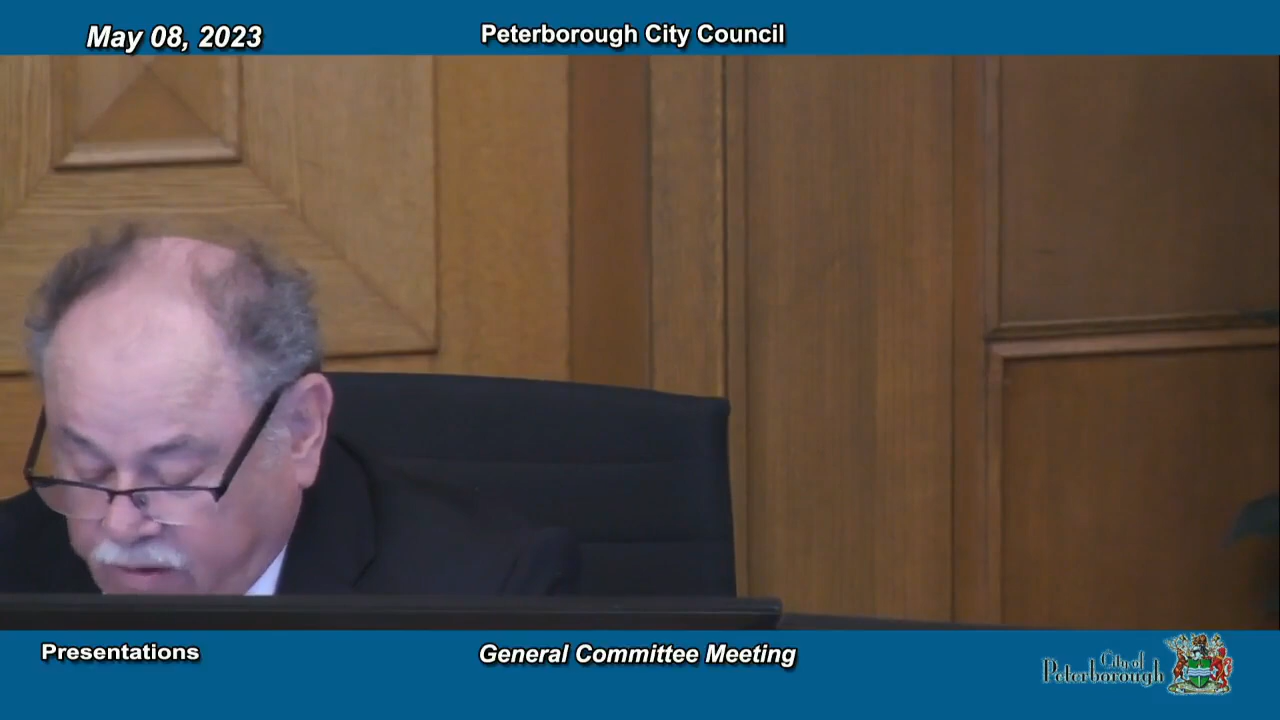 May 08, 2023
Peterborough City Council
Presentations
General Committee Meeting
City of
Peterborough